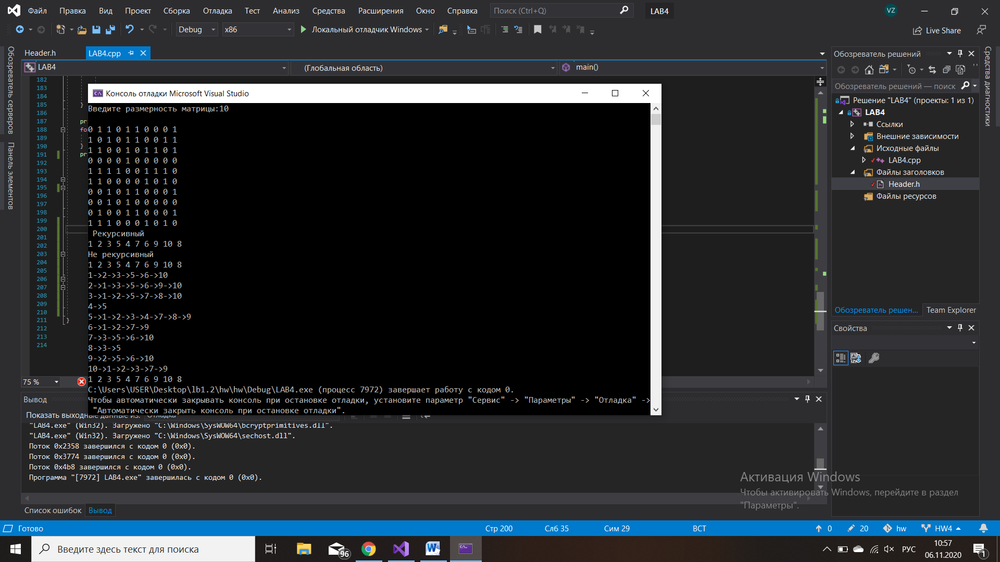 Файл Правка Вид Проект Сборка Отладка Тест Анализ Средства Расширения Окно Справка Поиск (Ctrl+Q) LAB4 VZ
Debug x86 Локальный отладчик Windows Live Share
Обозреватель серверов
Панель элементов
Header.h LAB4.cpp
LAB4 (Глобальная область) main()
182
183
184
185 }
186
187 pr
188 fo
189
190 }
191 pr
192
193
194
195
196
197
198
199
200
201
202
203
204
205
206
207
208
209
210
211 }
212
213
214
75 %
Консоль отладки Microsoft Visual Studio
Введите размерность матрицы:10
0 1 1 0 1 1 0 0 0 1
1 0 1 0 1 1 0 0 1 1
1 1 0 0 1 0 1 1 0 1
0 0 0 0 1 0 0 0 0 0
1 1 1 1 0 0 1 1 1 0
1 1 0 0 0 0 1 0 1 0
0 0 1 0 1 1 0 0 0 1
0 0 1 0 1 0 0 0 0 0
0 1 0 0 1 1 0 0 0 1
1 1 1 0 0 0 1 0 1 0
Рекурсивный
1 2 3 5 4 7 6 9 10 8
Не рекурсивный
1 2 3 5 4 7 6 9 10 8
1->2->3->5->6->10
2->1->3->5->6->9->10
3->1->2->5->7->8->10
4->5
5->1->2->3->4->7->8->9
6->1->2->7->9
7->3->5->6->10
8->3->5
9->2->5->6->10
10->1->2->3->7->9
1 2 3 5 4 7 6 9 10 8
C:\Users\USER\Desktop\lb1.2\hw\hw\Debug\LAB4.exe (процесс 7972) завершает работу с кодом 0.
Чтобы автоматически закрывать консоль при остановке отладки, установите параметр "Сервис" -> "Параметры" -> "Отладка" ->
"Автоматически закрыть консоль при остановке отладки".
Вывод
Показать выходные данные из: Отладка
"LAB4.exe" (Win32). Загружено "C:\Windows\SysWOW64\bcryptprimitives.dll".
"LAB4.exe" (Win32). Загружено "C:\Windows\SysWOW64\sechost.dll".
Поток 0x2358 завершился с кодом 0 (0x0).
Поток 0x3774 завершился с кодом 0 (0x0).
Поток 0x4b8 завершился с кодом 0 (0x0).
Программа "[7972] LAB4.exe" завершилась с кодом 0 (0x0).
Список ошибок Вывод
Обозреватель решений
Обозреватель решений — поиск
Решение "LAB4" (проекты: 1 из 1)
LAB4
Ссылки
Внешние зависимости
Исходные файлы
LAB4.cpp
Файлы заголовков
Header.h
Файлы ресурсов
Обозреватель решен... Team Explorer
Свойства
Средства диагностики
Активация Windows
Чтобы активировать Windows, перейдите в раздел
"Параметры".
Готово Стр 200 Слб 35 Сим 29 ВСТ 0 20 hw HW4
Введите здесь текст для поиска 96 РУС 10:57
06.11.2020 1